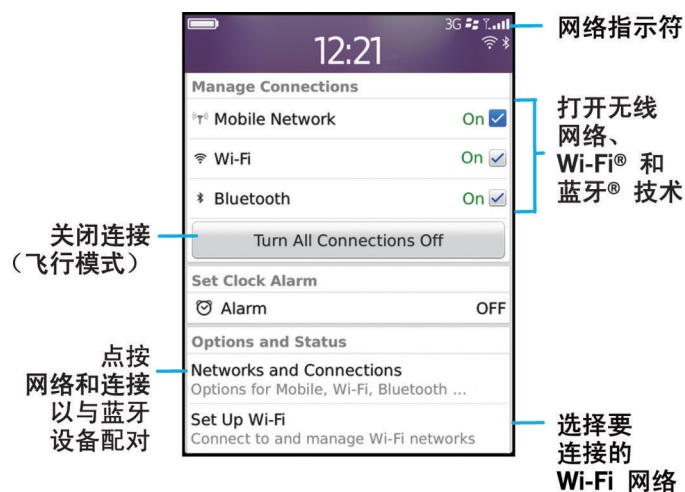 3G
12:21
网络指示符
Manage Connections
Mobile Network On
Wi-Fi On
Bluetooth On
打开无线
网络、
Wi-Fi® 和
蓝牙® 技术
Turn All Connections Off
关闭连接
（飞行模式）
Set Clock Alarm
Alarm OFF
Options and Status
Networks and Connections
Options for Mobile, Wi-Fi, Bluetooth ...
点按
网络和连接
以与蓝牙
设备配对
Set Up Wi-Fi
Connect to and manage Wi-Fi networks
选择要
连接的
Wi-Fi 网络